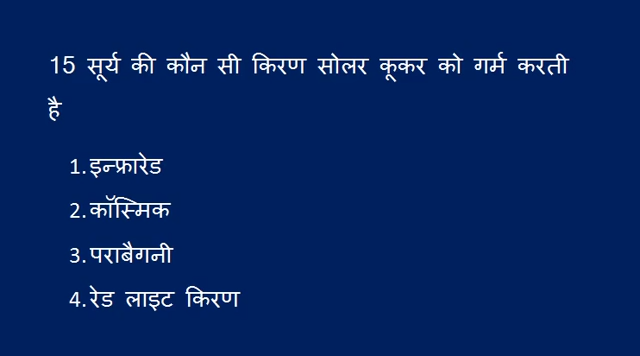 15 सूर्य की कौन सी किरण सोलर कूकर को गर्म करती
है
1. इन्फ्रारेड
2. कॉस्मिक
3. पराबैगनी
4. रेड लाइट किरण